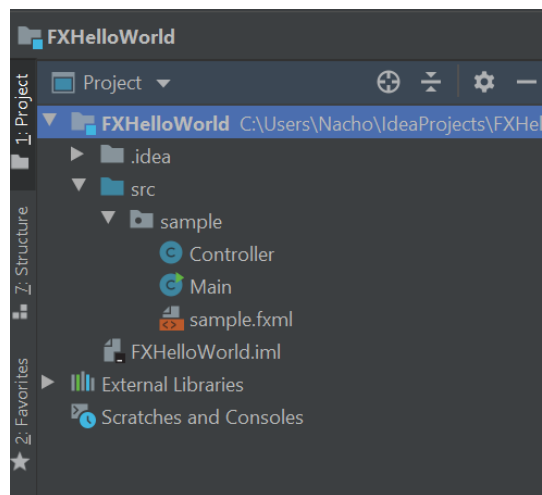 FXHelloWorld
Project
FXHelloWorld C:\Users\Nacho\IdeaProjects\FXHel
.idea
src
sample
Controller
Main
sample.fxml
FXHelloWorld.iml
External Libraries
Scratches and Consoles
1: Project
7: Structure
2: Favorites